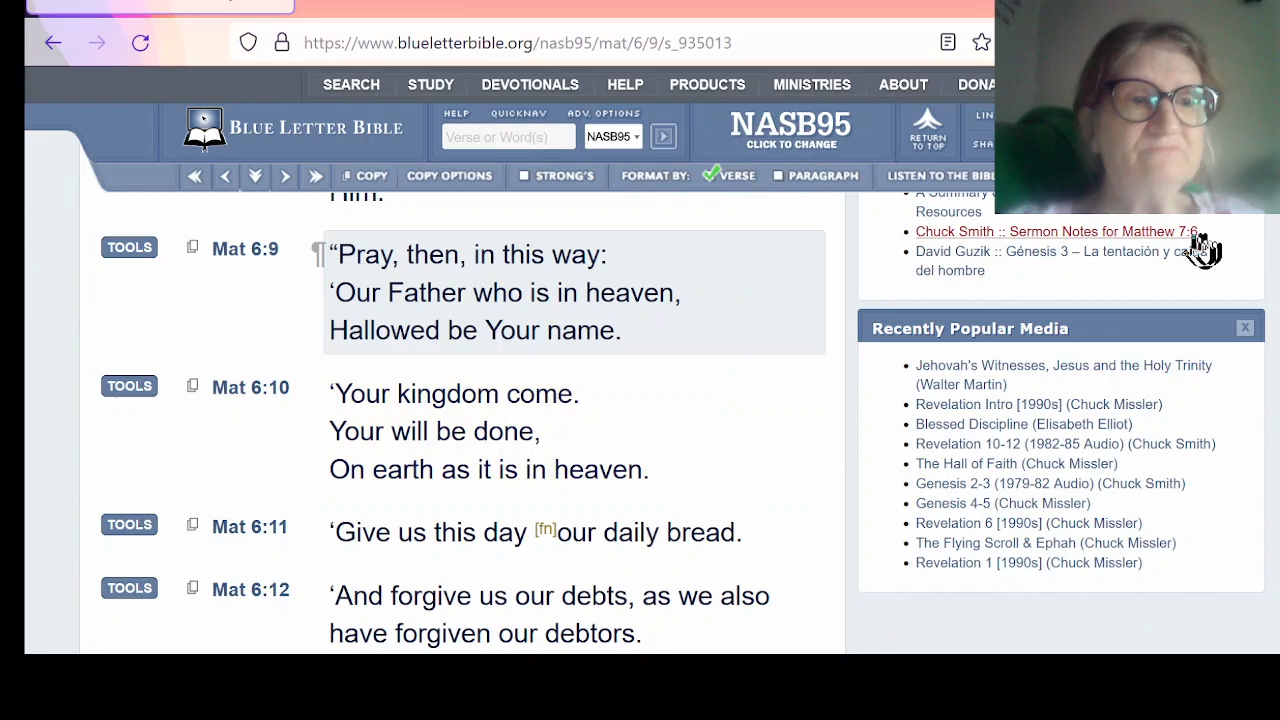 https://www.blueletterbible.org/nasb95/mat/6/9/s_935013
SEARCH STUDY DEVOTIONALS HELP PRODUCTS MINISTRIES ABOUT DONA
BLUE LETTER BIBLE
HELP QUICKNAV ADV. OPTIONS
Verse or Word(s) NASB95
NASB95
CLICK TO CHANGE
RETURN
TO TOP
LIN
SHA
COPY COPY OPTIONS STRONG'S FORMAT BY: VERSE PARAGRAPH LISTEN TO THE BIBL
Him.
TOOLS Mat 6:9 ¶ “Pray, then, in this way:
‘Our Father who is in heaven,
Hallowed be Your name.
TOOLS Mat 6:10 ‘Your kingdom come.
Your will be done,
On earth as it is in heaven.
TOOLS Mat 6:11 ‘Give us this day [fn]our daily bread.
TOOLS Mat 6:12 ‘And forgive us our debts, as we also
have forgiven our debtors.
A Summary
Resources
Chuck Smith :: Sermon Notes for Matthew 7:6
David Guzik :: Génesis 3 – La tentación y
del hombre
Recently Popular Media X
Jehovah's Witnesses, Jesus and the Holy Trinity
(Walter Martin)
Revelation Intro [1990s] (Chuck Missler)
Blessed Discipline (Elisabeth Elliot)
Revelation 10-12 (1982-85 Audio) (Chuck Smith)
The Hall of Faith (Chuck Missler)
Genesis 2-3 (1979-82 Audio) (Chuck Smith)
Genesis 4-5 (Chuck Missler)
Revelation 6 [1990s] (Chuck Missler)
The Flying Scroll & Ephah (Chuck Missler)
Revelation 1 [1990s] (Chuck Missler)